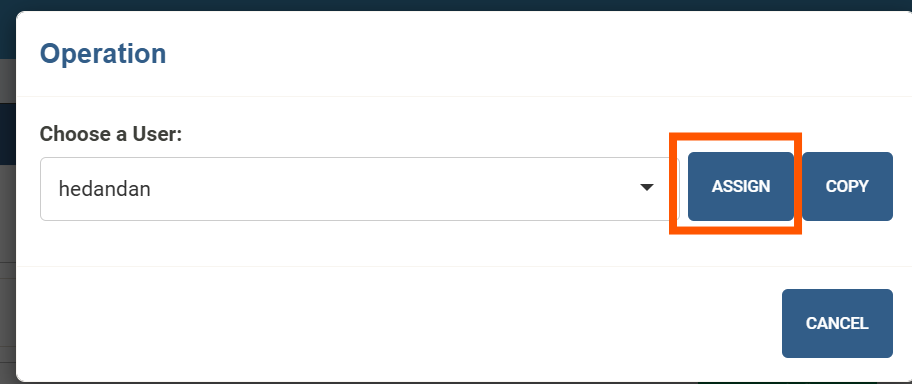 Operation
Choose a User:
hedandan
ASSIGN
COPY
CANCEL